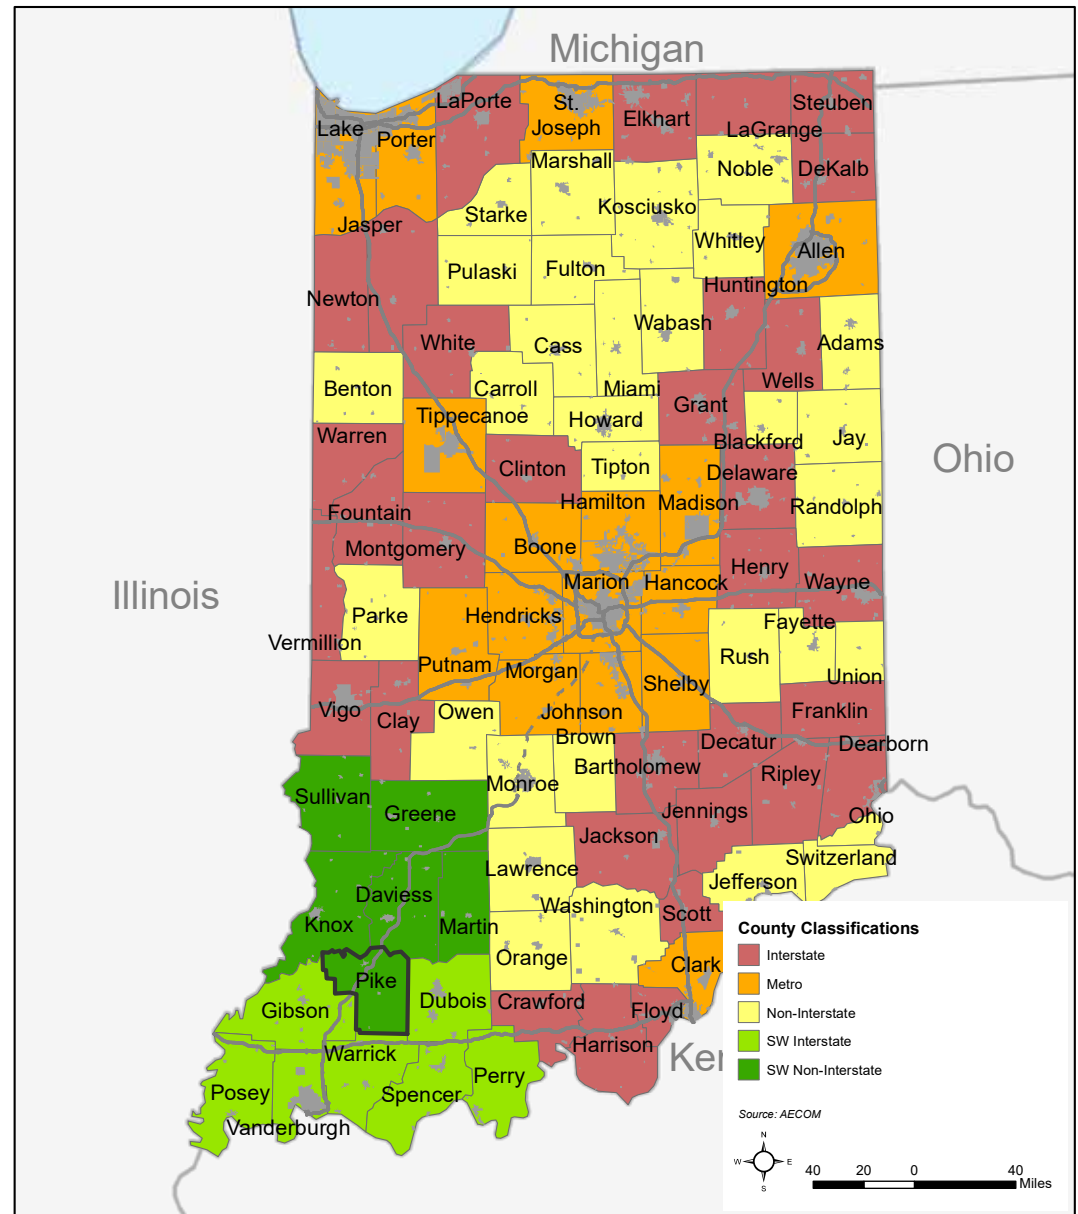 Michigan
LaPorte
St.
Joseph
Elkhart
LaGrange
Steuben
Lake
Porter
Marshall
Noble
DeKalb
Starke
Kosciusko
Jasper
Whitley
Allen
Pulaski
Fulton
Huntington
Newton
Wabash
White
Cass
Adams
Benton
Carroll
Miami
Wells
Tippecanoe
Howard
Grant
Warren
Blackford
Jay
Clinton
Tipton
Delaware
Ohio
Hamilton
Madison
Randolph
Fountain
Montgomery
Boone
Henry
Illinois
Marion
Hancock
Wayne
Parke
Hendricks
Fayette
Vermillion
Putnam
Morgan
Rush
Union
Shelby
Vigo
Clay
Owen
Johnson
Franklin
Brown
Decatur
Dearborn
Bartholomew
Ripley
Sullivan
Monroe
Greene
Jennings
Ohio
Jackson
Switzerland
Lawrence
Jefferson
Daviess
Washington
Scott
Knox
Martin
Orange
Clark
Pike
Dubois
Crawford
Floyd
Gibson
Harrison
Ker
Warrick
Perry
Posey
Spencer
Vanderburgh
County Classifications
Interstate
Metro
Non-Interstate
SW Interstate
SW Non-Interstate
Source: AECOM
N
W E
S
40 20 0 40
Miles